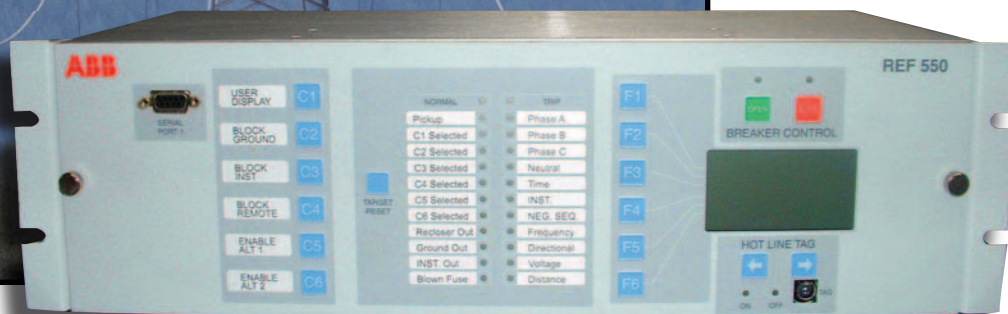 ABB
REF 550
SERIAL
PORT 1
USER
DISPLAY
C1
BLOCK
GROUND
C2
BLOCK
INST
C3
BLOCK
REMOTE
C4
ENABLE
ALT 1
C5
ENABLE
ALT 2
C6
TARGET
RESET
NORMAL
Pickup
C1 Selected
C2 Selected
C3 Selected
C4 Selected
C5 Selected
C6 Selected
Recloser Out
Ground Out
INST. Out
Blown Fuse
TRIP
Phase A
Phase B
Phase C
Neutral
Time
INST.
NEG. SEQ.
Frequency
Directional
Voltage
Distance
F1
F2
F3
F4
F5
F6
OPEN
BREAKER CONTROL
HOT LINE TAG
ON
OFF
TAG